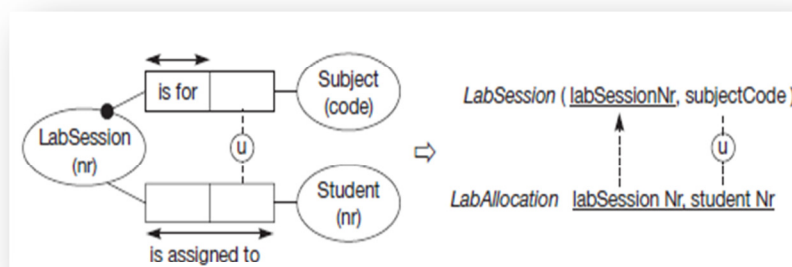 is for
Subject
(code)
LabSession
(nr)
u
Student
(nr)
is assigned to
⇨
LabSession ( labSessionNr, subjectCode )
u
LabAllocation labSession Nr, student Nr